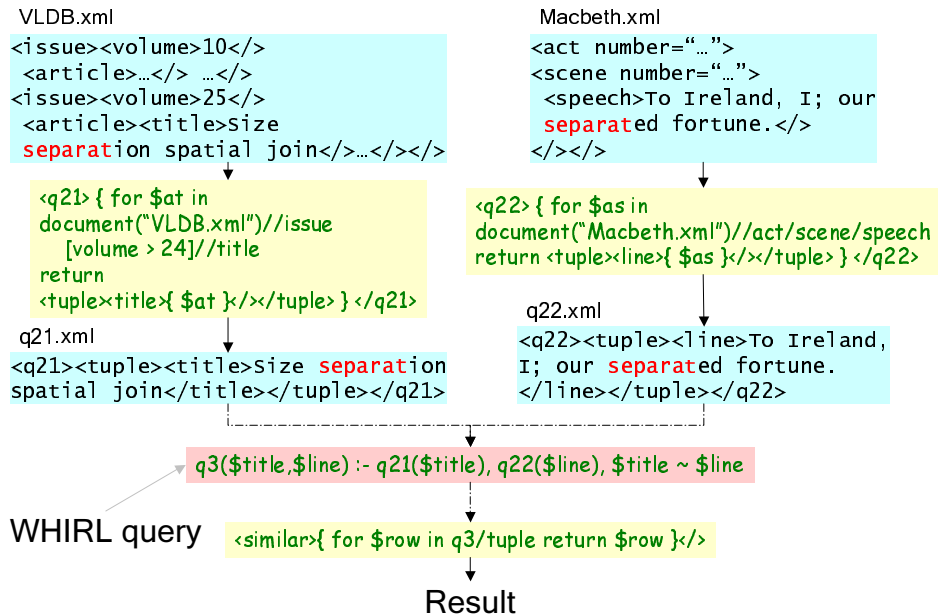 VLDB.xml
<issue><volume>10</>
<article>…</> …</>
<issue><volume>25</>
<article><title>Size
separation spatial join</>…</></>
Macbeth.xml
<act number=“…”>
<scene number=“…”>
<speech>To Ireland, I; our
separated fortune.</>
</></>
<q21> { for $at in
document(“VLDB.xml”)//issue
[volume > 24]//title
return
<tuple><title>{ $at }</></tuple> } </q21>
<q22> { for $as in
document(“Macbeth.xml”)//act/scene/speech
return <tuple><line>{ $as }</></tuple> } </q22>
q21.xml
<q21><tuple><title>Size separation
spatial join</title></tuple></q21>
q22.xml
<q22><tuple><line>To Ireland,
I; our separated fortune.
</line></tuple></q22>
q3($title,$line) :- q21($title), q22($line), $title ~ $line
WHIRL query
<similar>{ for $row in q3/tuple return $row }</>
Result